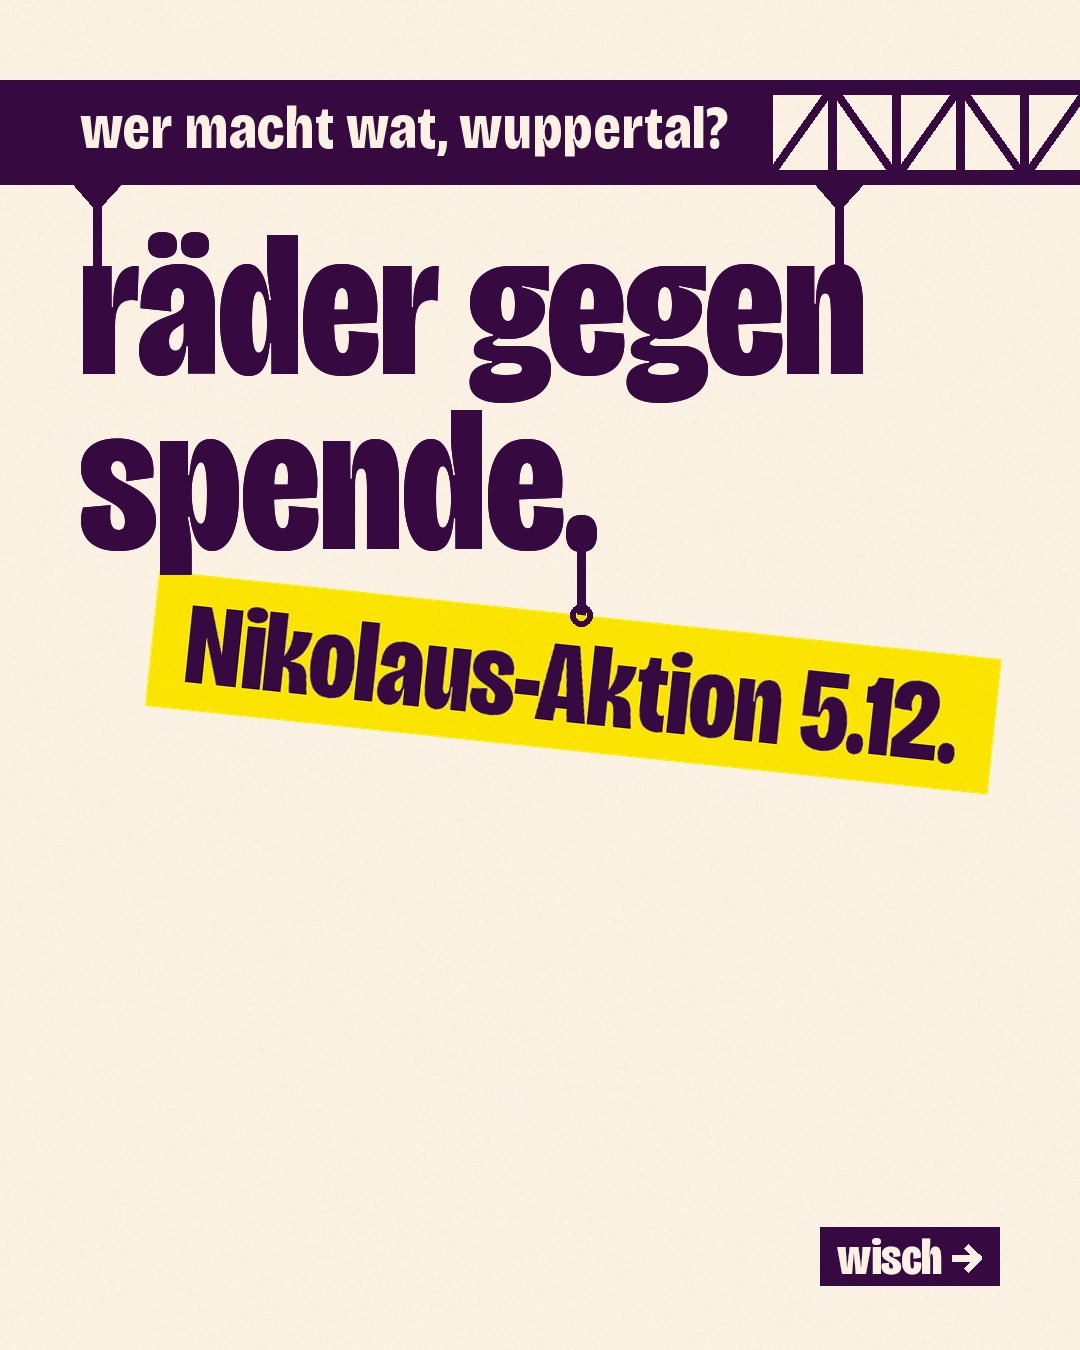 wer macht wat, wuppertal?
räder gegen
spende.
Nikolaus-Aktion 5.12.
wisch →